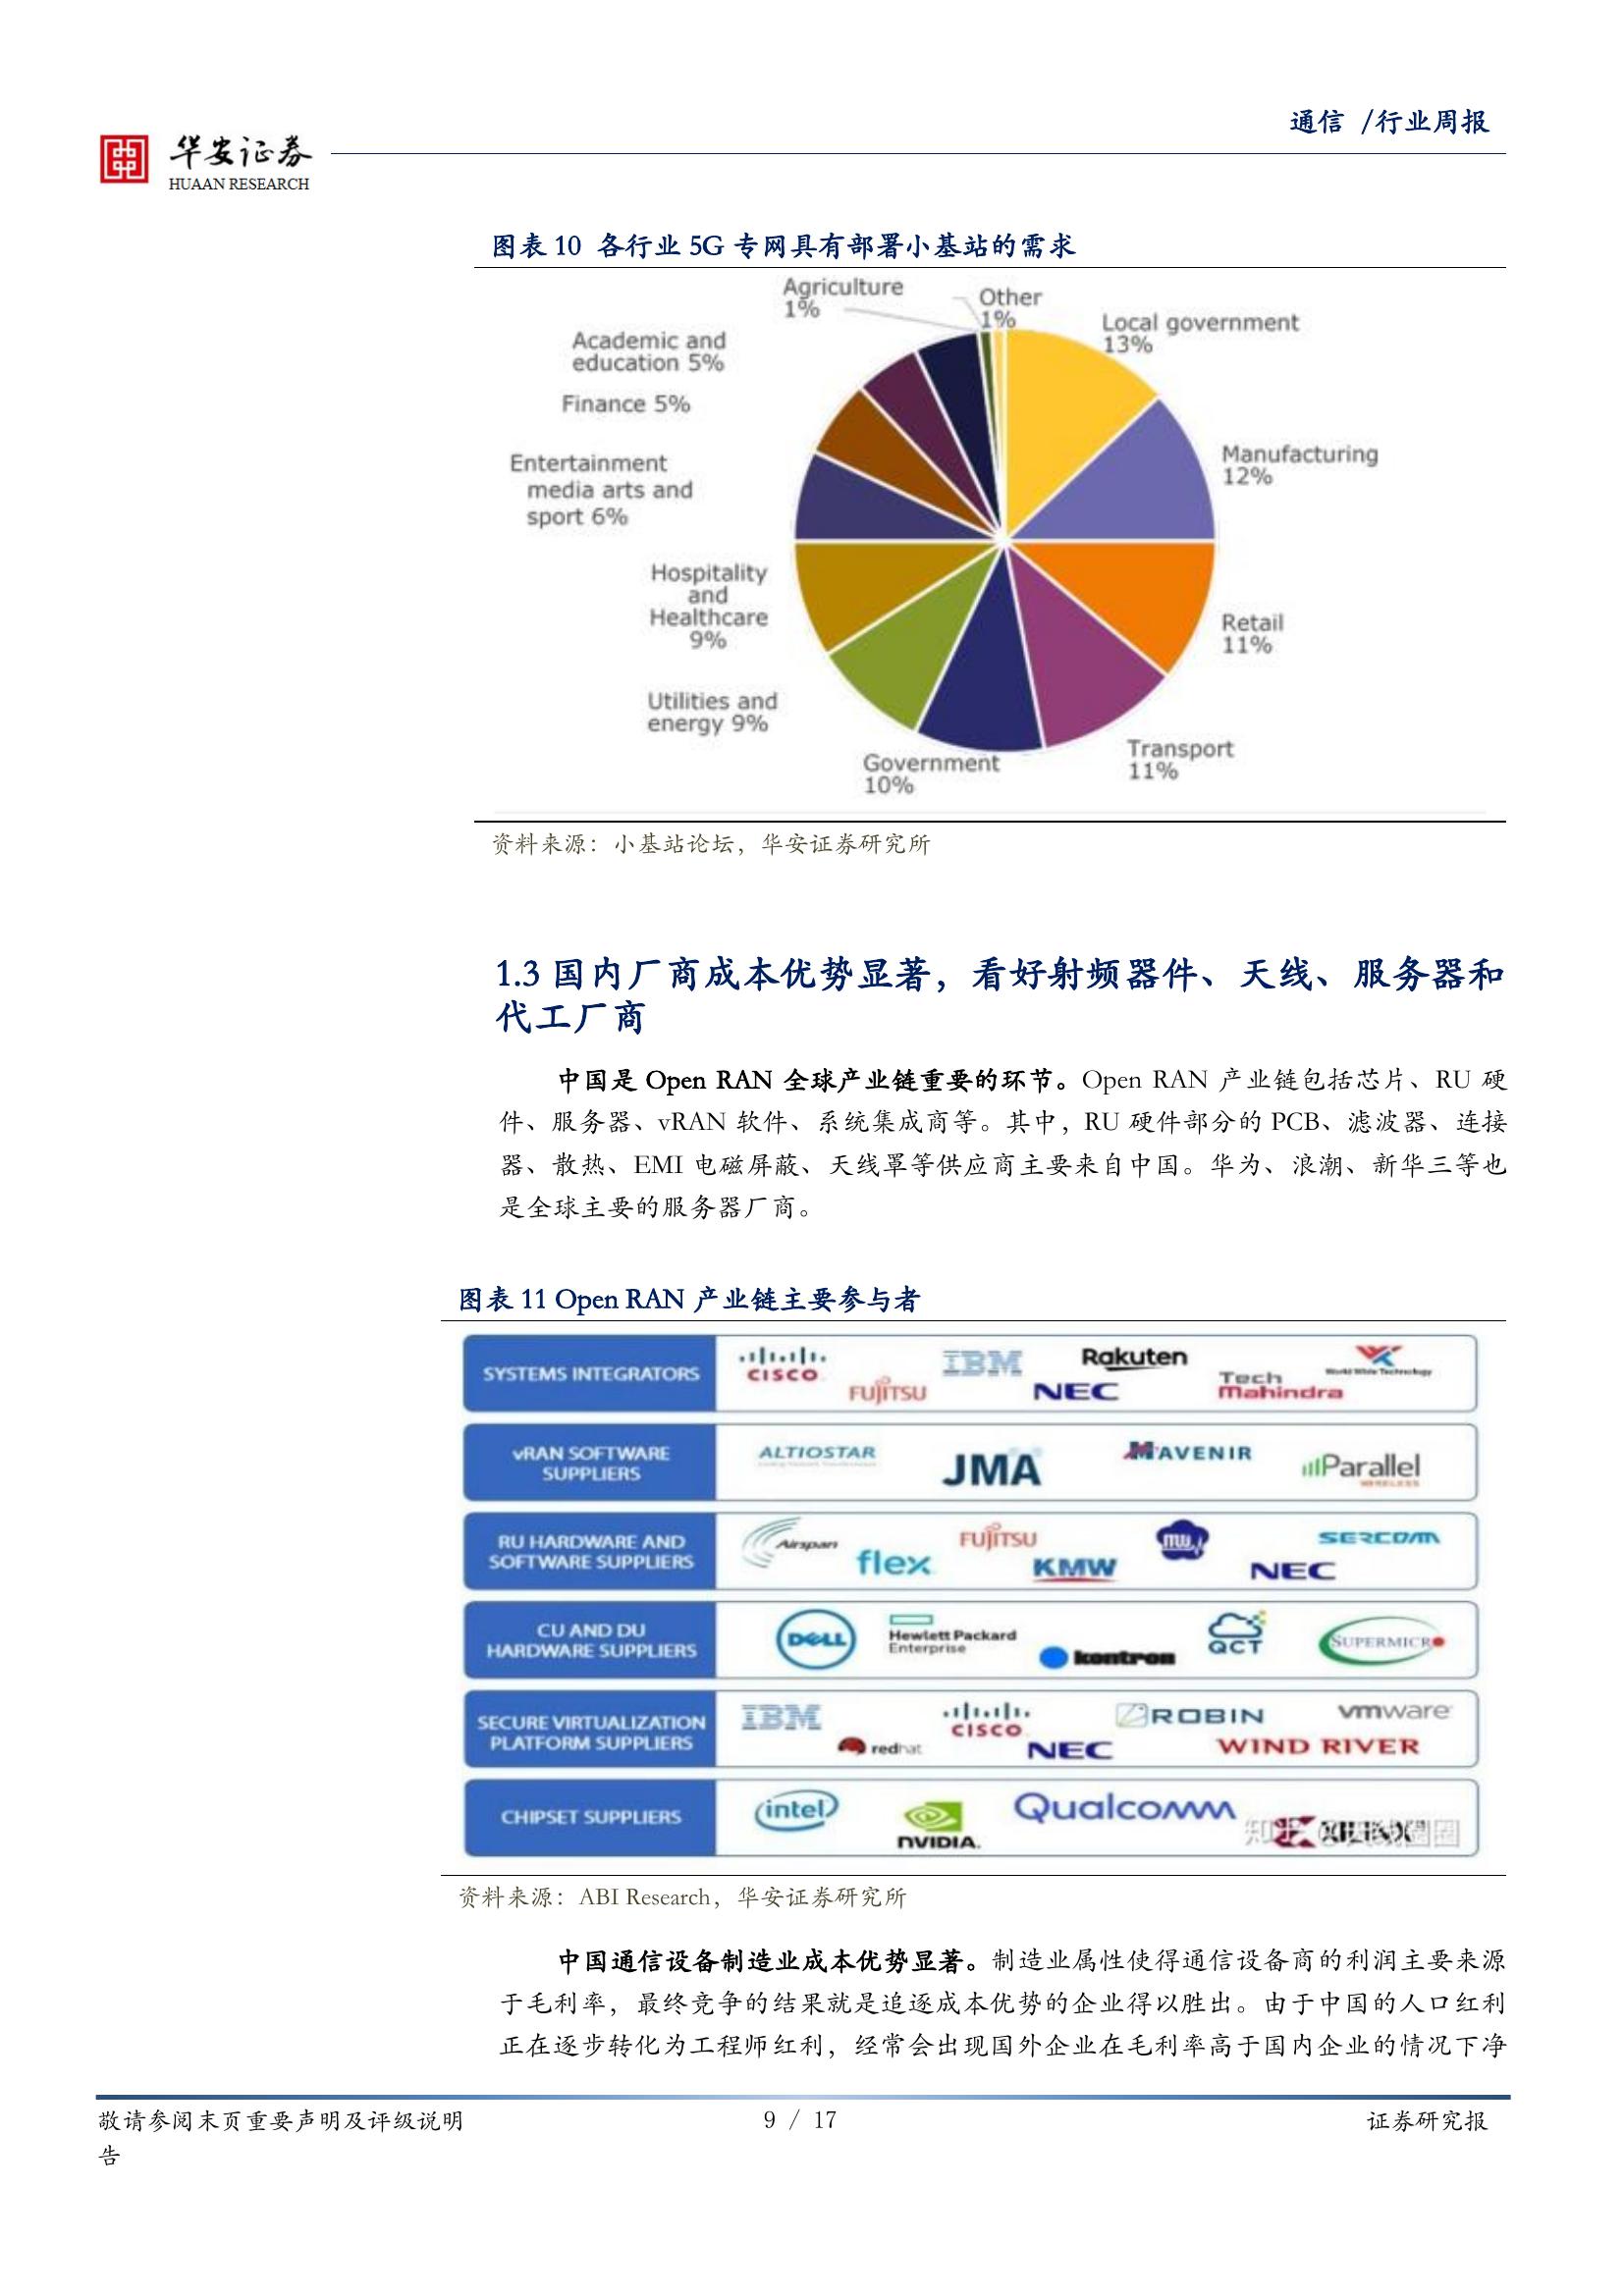 通信 /行业周报
华安证券
HUAAN RESEARCH
图表 10 各行业 5G 专网具有部署小基站的需求
Agriculture
1%
Other
1%
Local government
13%
Academic and
education 5%
Finance 5%
Manufacturing
12%
Entertainment
media arts and
sport 6%
Hospitality
and
Healthcare
9%
Retail
11%
Utilities and
energy 9%
Transport
11%
Government
10%
资料来源：小基站论坛，华安证券研究所
1.3 国内厂商成本优势显著，看好射频器件、天线、服务器和
代工厂商
中国是 Open RAN 全球产业链重要的环节。Open RAN 产业链包括芯片、RU 硬
件、服务器、vRAN 软件、系统集成商等。其中，RU 硬件部分的 PCB、滤波器、连接
器、散热、EMI 电磁屏蔽、天线罩等供应商主要来自中国。华为、浪潮、新华三等也
是全球主要的服务器厂商。
图表 11 Open RAN 产业链主要参与者
SYSTEMS INTEGRATORS
CISCO
FUJITSU
IBM
NEC
Rakuten
Tech
Mahindra
World Wide Technology
vRAN SOFTWARE
SUPPLIERS
ALTIOSTAR
JMA
MAVENIR
Parallel
WIRELESS
RU HARDWARE AND
SOFTWARE SUPPLIERS
Airspan
flex
FUJITSU
KMW
mu
NEC
SERCOMM
CU AND DU
HARDWARE SUPPLIERS
DELL
Hewlett Packard
Enterprise
kontron
QCT
SUPERMICRO
SECURE VIRTUALIZATION
PLATFORM SUPPLIERS
IBM
redhat
CISCO
NEC
ROBIN
WIND RIVER
vmware
CHIPSET SUPPLIERS
intel
NVIDIA.
Qualcomm
XILINX
资料来源：ABI Research，华安证券研究所
中国通信设备制造业成本优势显著。制造业属性使得通信设备商的利润主要来源
于毛利率，最终竞争的结果就是追逐成本优势的企业得以胜出。由于中国的人口红利
正在逐步转化为工程师红利，经常会出现国外企业在毛利率高于国内企业的情况下净
敬请参阅末页重要声明及评级说明
9 / 17
证券研究报
告